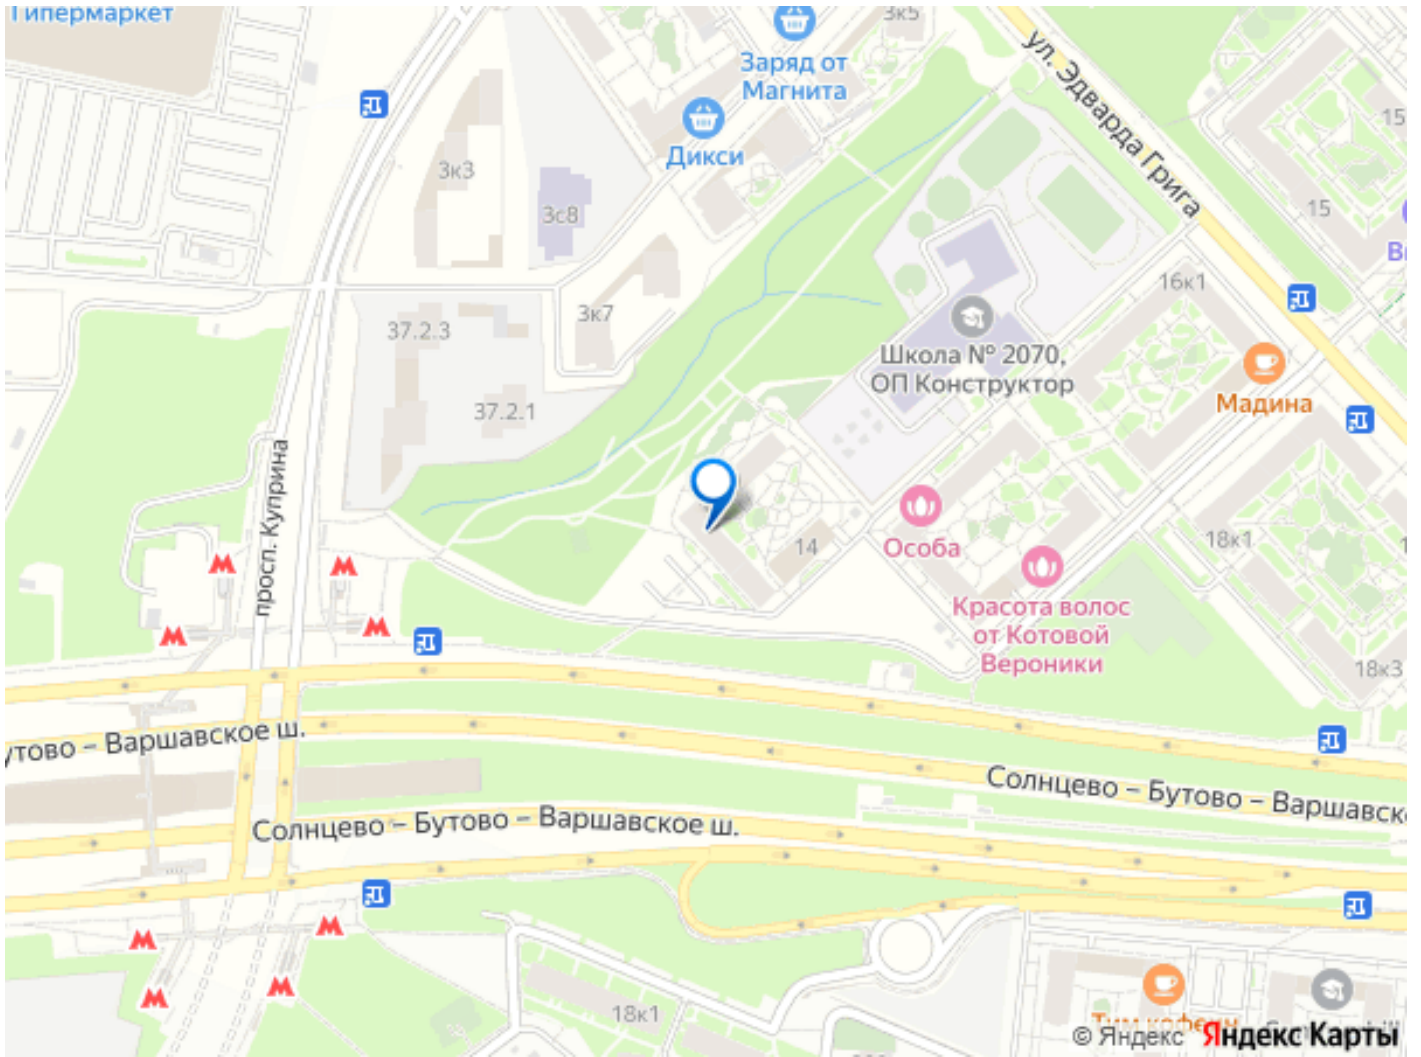 Гипермаркет
3к5
Заряд от
Магнита
ул. Эдварда Грига
Дикси
3к3
3с8
15
15
16к1
3к7
37.2.3
37.2.1
Школа № 2070,
ОП Конструктор
Мадина
просп. Куприна
14
Особа
18к1
Красота волос
от Котовой
Вероники
18к3
утово – Варшавское ш.
Солнцево – Бутово – Варшавск
Солнцево – Бутово – Варшавское ш.
18к1
© Яндекс Яндекс Карты